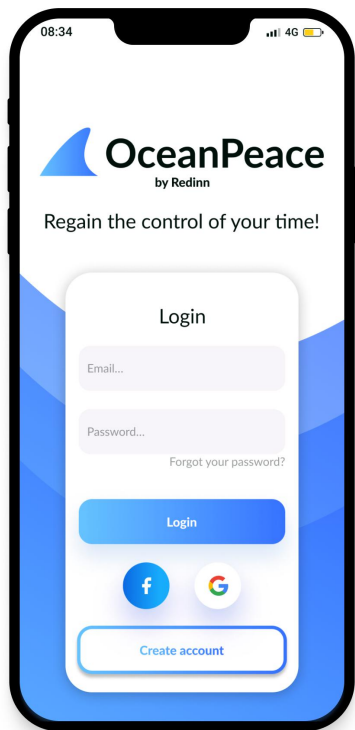 08:34 4G
OceanPeace
by Redinn
Regain the control of your time!
Login
Email...
Password...
Forgot your password?
Login
f G
Create account